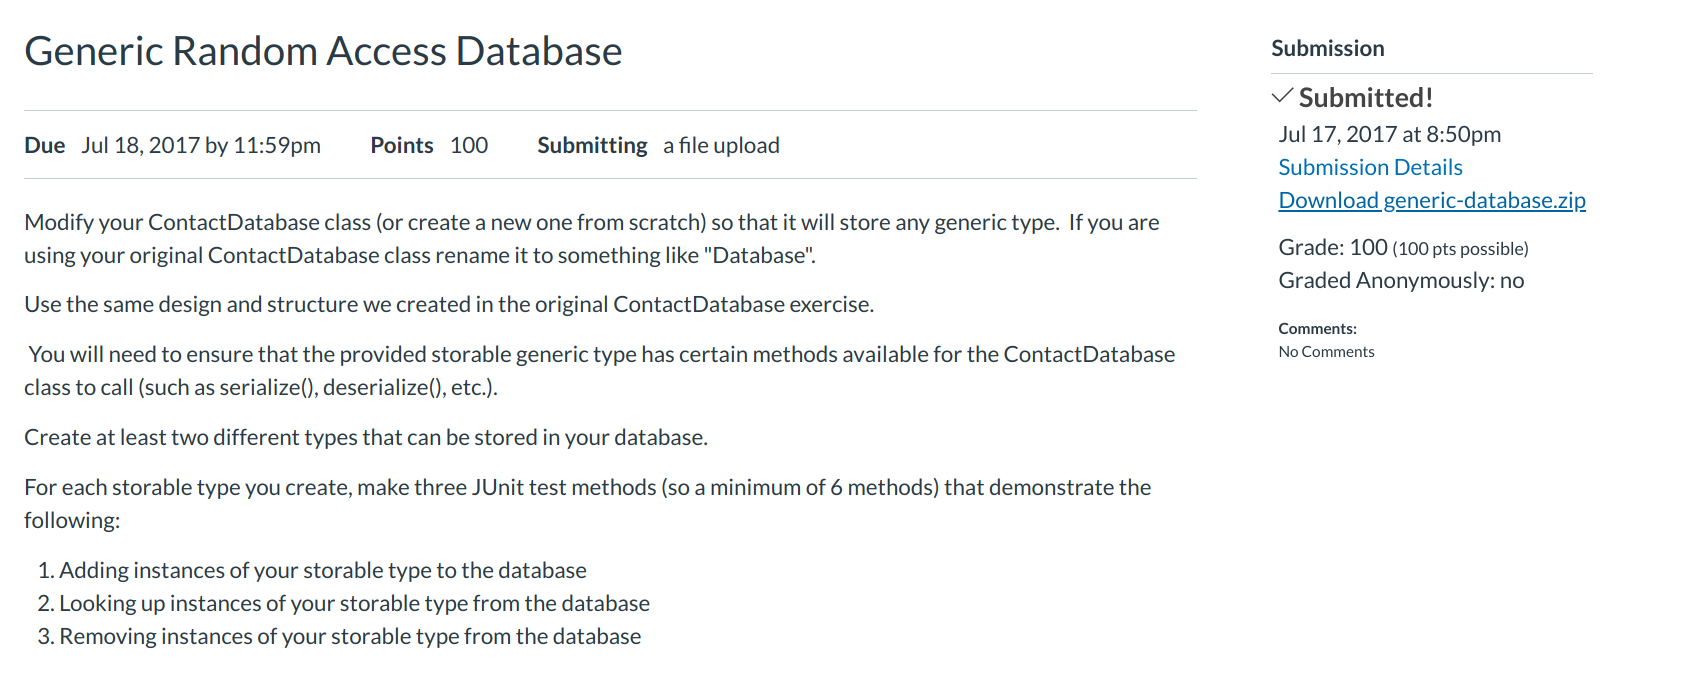 Generic Random Access Database
Due Jul 18, 2017 by 11:59pm Points 100 Submitting a file upload
Modify your ContactDatabase class (or create a new one from scratch) so that it will store any generic type.  If you are
using your original ContactDatabase class rename it to something like "Database".
Use the same design and structure we created in the original ContactDatabase exercise.
You will need to ensure that the provided storable generic type has certain methods available for the ContactDatabase
class to call (such as serialize(), deserialize(), etc.).
Create at least two different types that can be stored in your database.
For each storable type you create, make three JUnit test methods (so a minimum of 6 methods) that demonstrate the
following:
1. Adding instances of your storable type to the database
2. Looking up instances of your storable type from the database
3. Removing instances of your storable type from the database
Submission
✓ Submitted!
Jul 17, 2017 at 8:50pm
Submission Details
Download generic-database.zip
Grade: 100 (100 pts possible)
Graded Anonymously: no
Comments:
No Comments